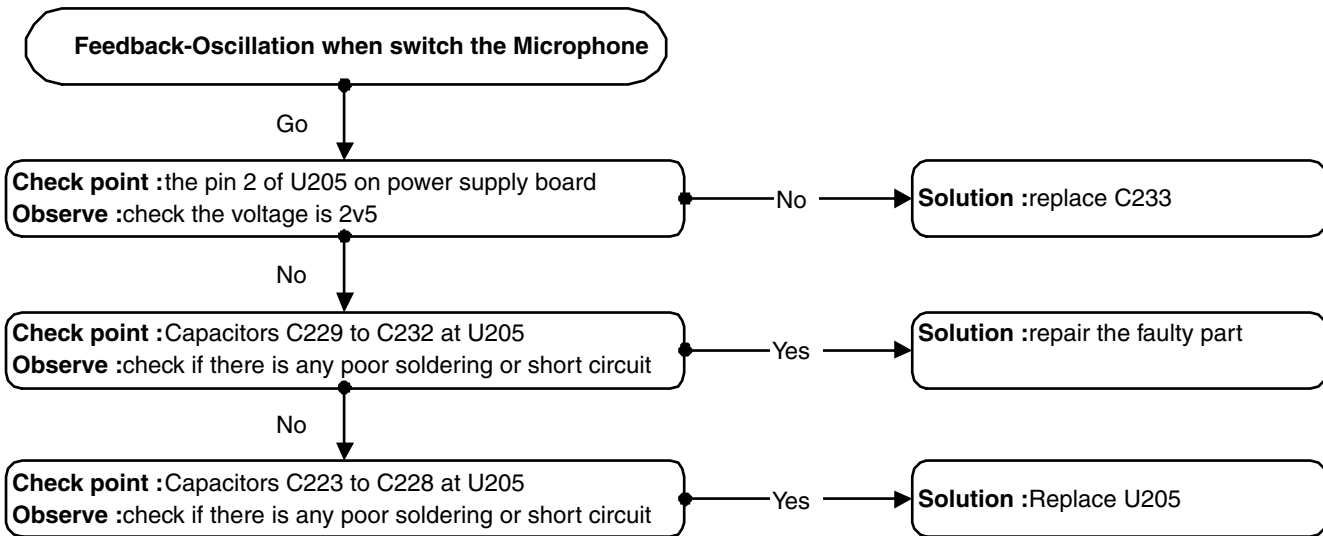 Feedback-Oscillation when switch the Microphone
Go
Check point :the pin 2 of U205 on power supply board
Observe :check the voltage is 2v5
No
Solution :replace C233
No
Check point :Capacitors C229 to C232 at U205
Observe :check if there is any poor soldering or short circuit
Yes
Solution :repair the faulty part
No
Check point :Capacitors C223 to C228 at U205
Observe :check if there is any poor soldering or short circuit
Yes
Solution :Replace U205